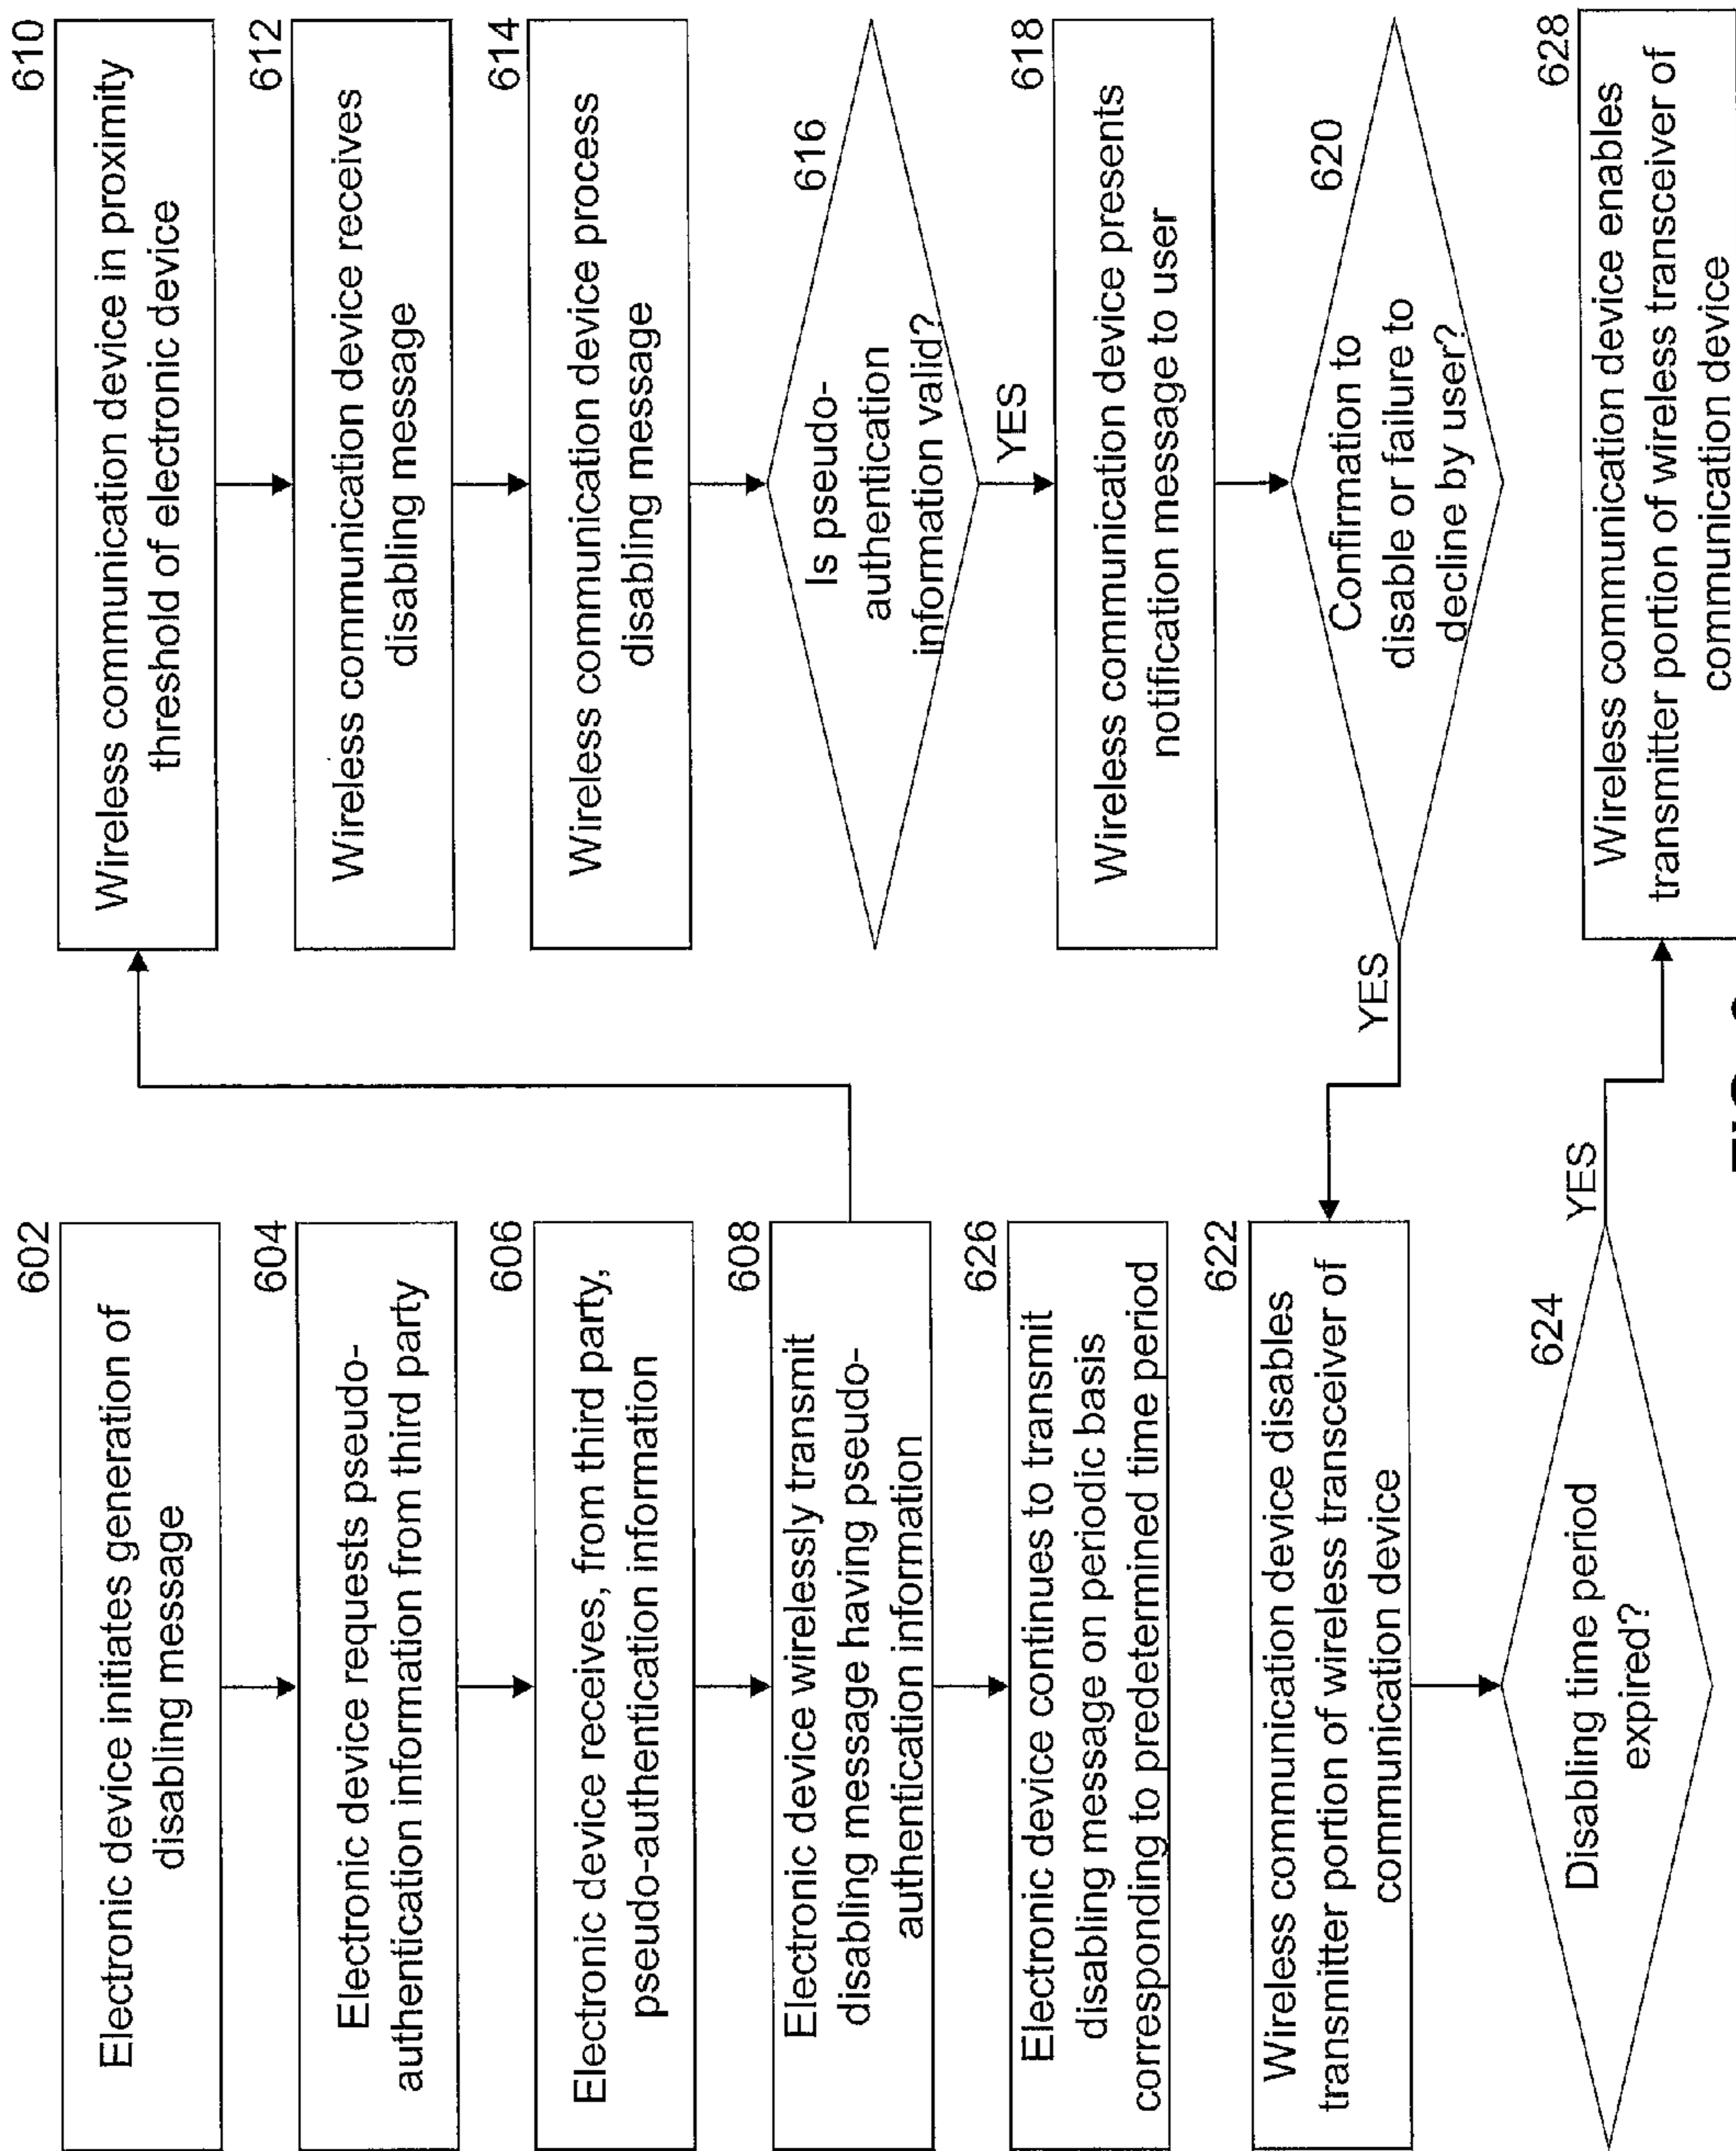 602
Electronic device initiates generation of
disabling message
604
Electronic device requests pseudo-
authentication information from third party
606
Electronic device receives, from third party,
pseudo-authentication information
608
Electronic device wirelessly transmit
disabling message having pseudo-
authentication information
626
Electronic device continues to transmit
disabling message on periodic basis
corresponding to predetermined time period
622
Wireless communication device disables
transmitter portion of wireless transceiver of
communication device
624
Disabling time period
expired?
YES
610
Wireless communication device in proximity
threshold of electronic device
612
Wireless communication device receives
disabling message
614
Wireless communication device process
disabling message
616
Is pseudo-
authentication
information valid?
YES
618
Wireless communication device presents
notification message to user
620
Confirmation to
disable or failure to
decline by user?
YES
628
Wireless communication device enables
transmitter portion of wireless transceiver of
communication device